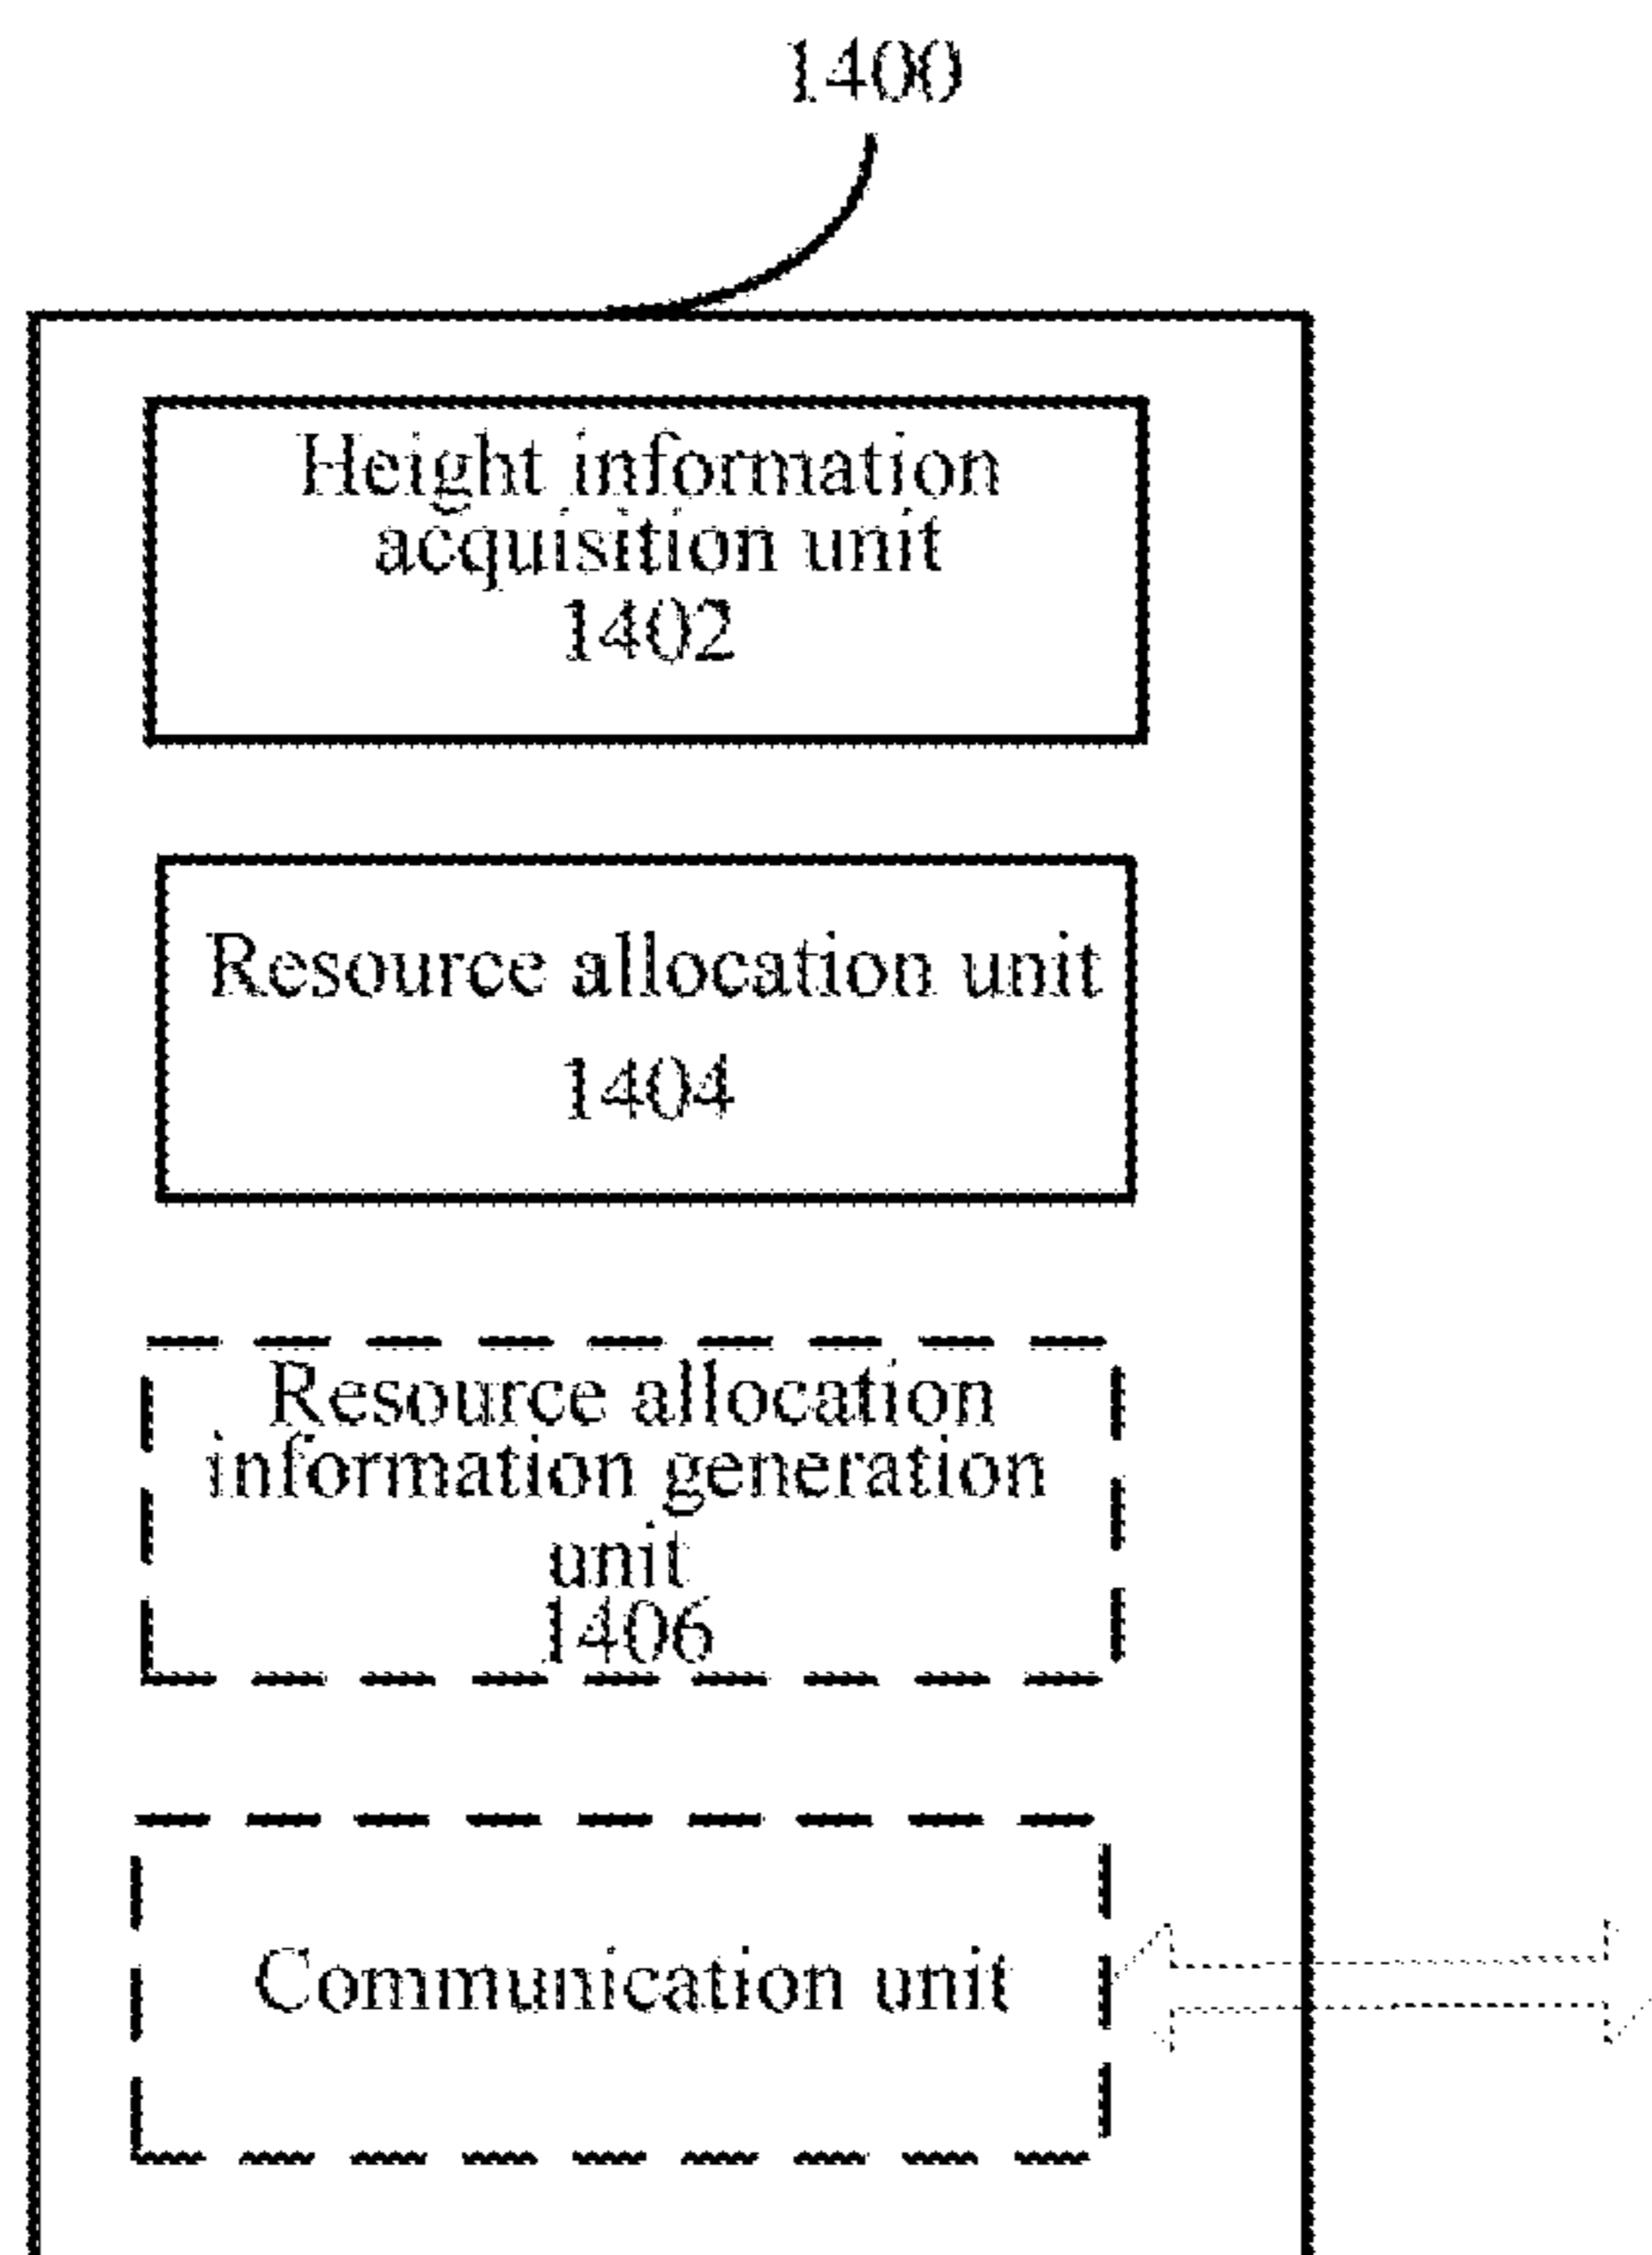 1400
Height information
acquisition unit
1402
Resource allocation unit
1404
Resource allocation
information generation
unit
1406
Communication unit